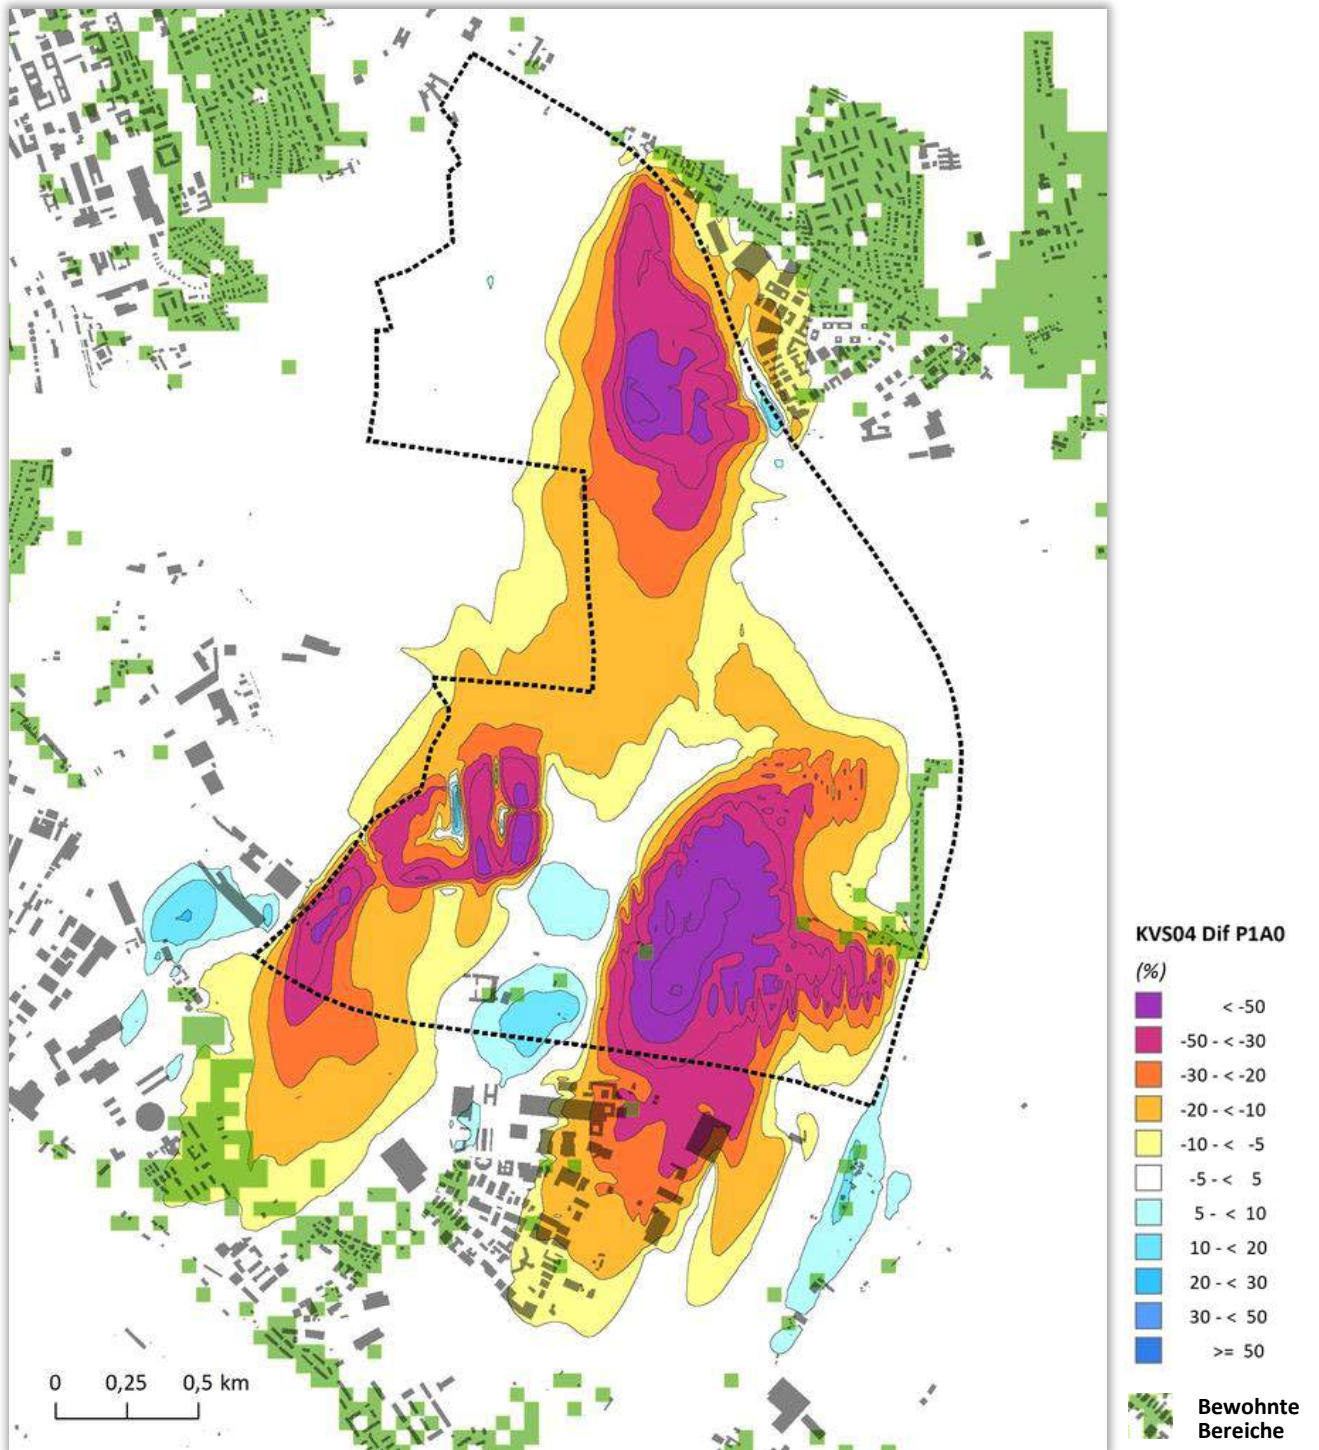 KVS04 Dif P1A0
(%)
< -50
-50 - < -30
-30 - < -20
-20 - < -10
-10 - < -5
-5 - < 5
5 - < 10
10 - < 20
20 - < 30
30 - < 50
>= 50
0 0,25 0,5 km
Bewohnte
Bereiche